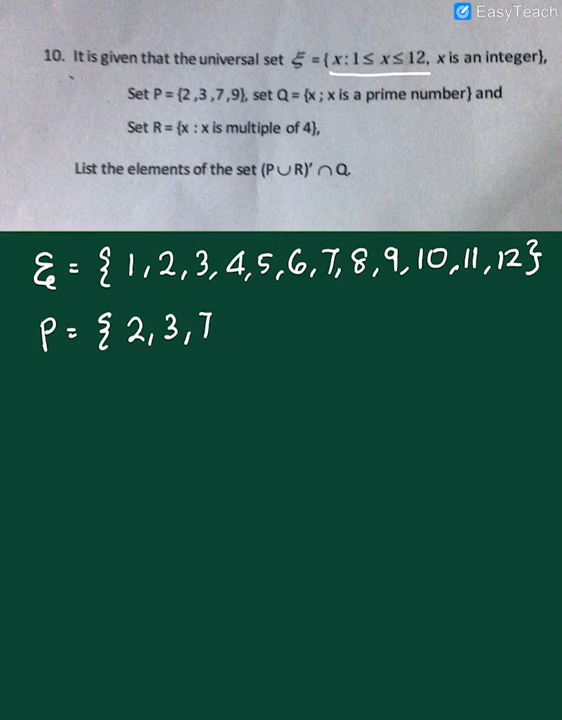 EasyTeach
10. It is given that the universal set ξ = { x : 1 ≤ x ≤ 12, x is an integer},
Set P = {2 ,3 ,7,9}, set Q = {x ; x is a prime number} and
Set R = {x : x is multiple of 4},
List the elements of the set (P ∪ R)' ∩ Q.
ξ = { 1, 2, 3, 4, 5, 6, 7, 8, 9, 10, 11, 12 }
P = { 2, 3, 7